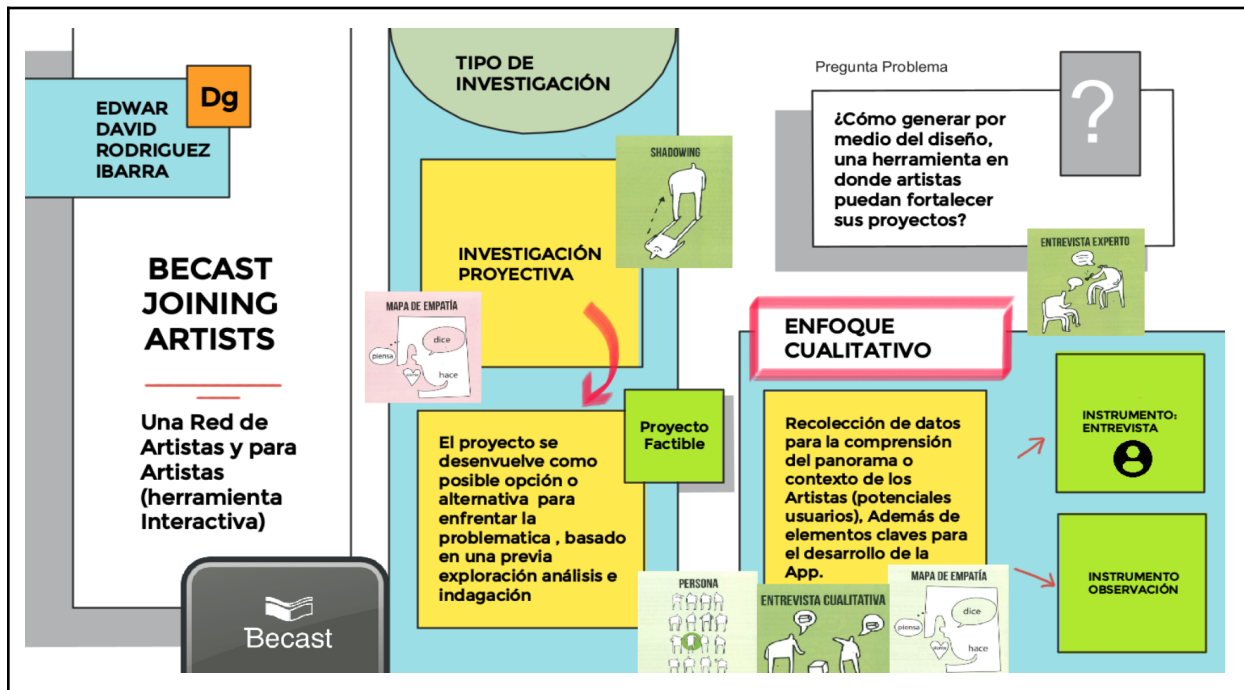 EDWAR
DAVID
RODRIGUEZ
IBARRA
Dg
BECAST
JOINING
ARTISTS
Una Red de
Artistas y para
Artistas
(herramienta
Interactiva)
Becast
TIPO DE
INVESTIGACIÓN
SHADOWING
INVESTIGACIÓN
PROYECTIVA
MAPA DE EMPATÍA
piensa
dice
hace
Proyecto
Factible
El proyecto se
desenvuelve como
posible opción o
alternativa para
enfrentar la
problematica , basado
en una previa
exploración análisis e
indagación
Pregunta Problema
?
¿Cómo generar por
medio del diseño,
una herramienta en
donde artistas
puedan fortalecer
sus proyectos?
ENTREVISTA EXPERTO
ENFOQUE
CUALITATIVO
Recolección de datos
para la comprensión
del panorama o
contexto de los
Artistas (potenciales
usuarios), Además de
elementos claves para
el desarrollo de la
App.
INSTRUMENTO:
ENTREVISTA
INSTRUMENTO
OBSERVACIÓN
PERSONA
ENTREVISTA CUALITATIVA
MAPA DE EMPATÍA
piensa
dice
hace